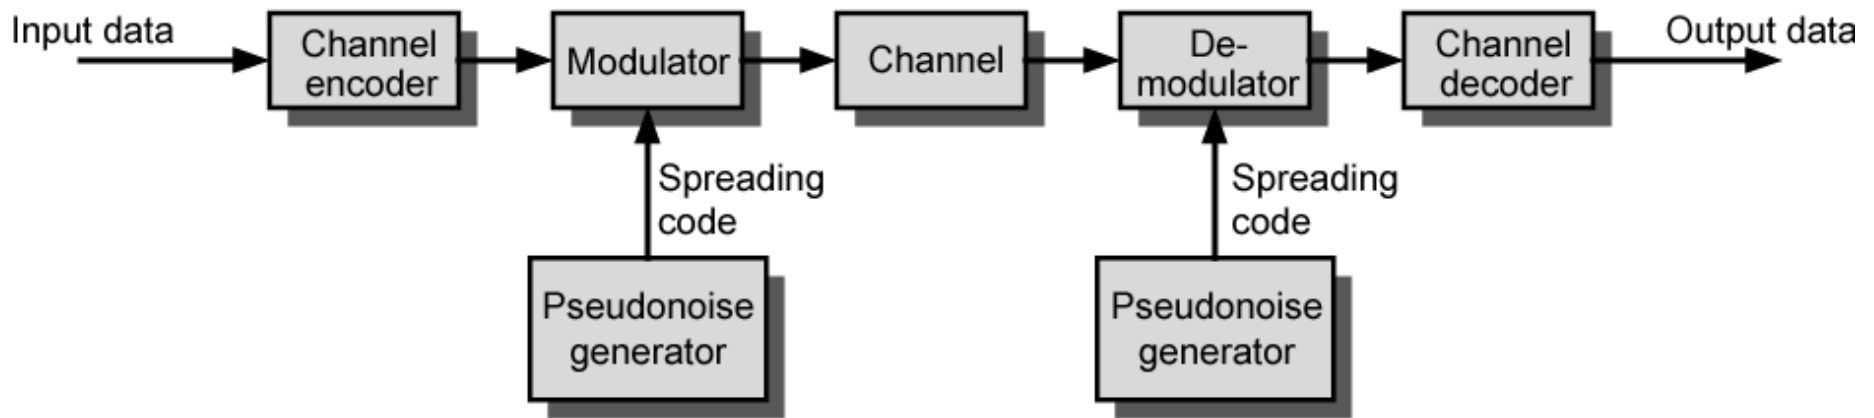 Input data
Channel
encoder
Modulator
Channel
De-
modulator
Channel
decoder
Output data
Spreading
code
Spreading
code
Pseudonoise
generator
Pseudonoise
generator